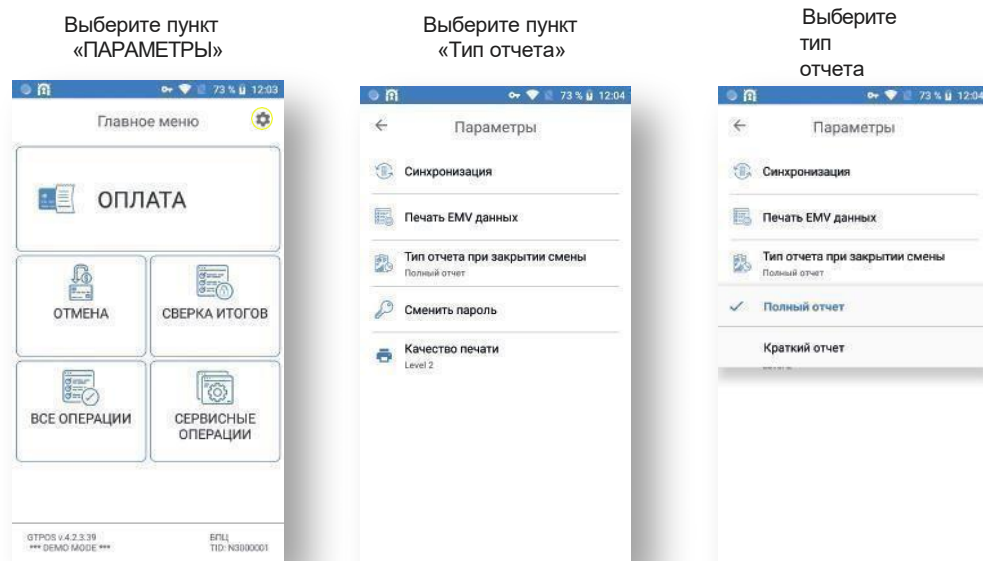 Выберите пункт
«ПАРАМЕТРЫ»
73 % 12:03
Главное меню
ОПЛАТА
ОТМЕНА
СВЕРКА ИТОГОВ
ВСЕ ОПЕРАЦИИ
СЕРВИСНЫЕ
ОПЕРАЦИИ
GTPOS v.4.2.3.39
*** DEMO MODE ***
БПЦ
TID: N3000001
Выберите пункт
«Тип отчета»
73 % 12:04
Параметры
Синхронизация
Печать EMV данных
Тип отчета при закрытии смены
Полный отчет
Сменить пароль
Качество печати
Level 2
Выберите
тип
отчета
73 % 12:04
Параметры
Синхронизация
Печать EMV данных
Тип отчета при закрытии смены
Полный отчет
Полный отчет
Краткий отчет